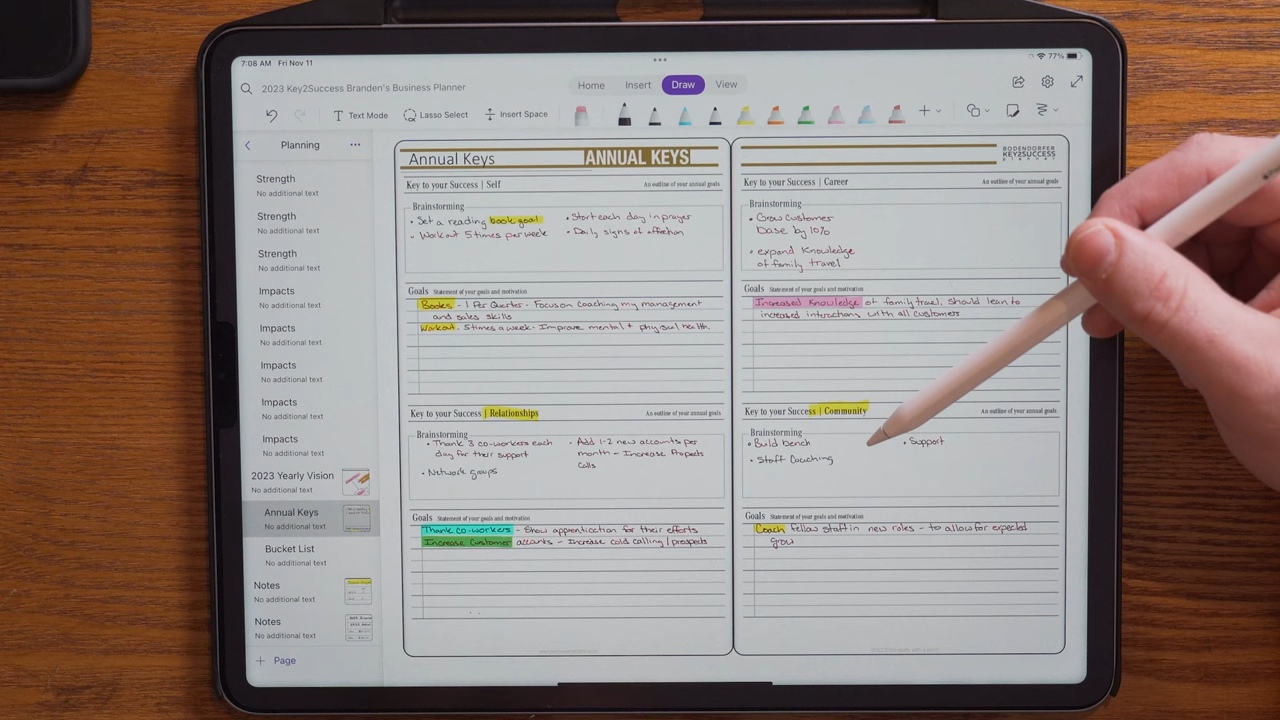 7:08 AM Fri Nov 11
77%
2023 Key2Success Branden's Business Planner
Home
Insert
Draw
View
Text Mode
Lasso Select
Insert Space
Planning
Strength
No additional text
Strength
No additional text
Strength
No additional text
Impacts
No additional text
Impacts
No additional text
Impacts
No additional text
Impacts
No additional text
Impacts
No additional text
2023 Yearly Vision
No additional text
Annual Keys
No additional text
Bucket List
No additional text
Notes
No additional text
Notes
No additional text
+ Page
Annual Keys
ANNUAL KEYS
Key to your Success | Self
An outline of your annual goals
Brainstorming
• Set a reading book goal
• Workout 5 times per week
• Start each day in prayer
• Daily signs of affection
Goals Statement of your goals and motivation
Books - 1 Per Quarter - Focus on coaching my management
and sales skills
Workout - 5 times a week - Improve mental + physical health.
Key to your Success | Relationships
An outline of your annual goals
Brainstorming
• Thank 3 co-workers each
day for their support
• Network groups
- Add 1-2 new accounts per
month - Increase Prospects
Calls
Goals Statement of your goals and motivation
Thank co-workers - Show apprenticction for their efforts
Increase Customer accants - Increase cold calling / prospects
BODENDORFER
KEY2SUCCESS
PLANNER
Key to your Success | Career
An outline of your annual goals
Brainstorming
• Grow Customer
Base by 10%
• expand Knowledge
of family travel
Goals Statement of your goals and motivation
Increased Knowledge of family travel, should lean to
increased interactions with all customers
Key to your Success | Community
An outline of your annual goals
Brainstorming
• Build bench
• Staff Coaching
• Support
Goals Statement of your goals and motivation
Coach fellow staff in new roles - to allow for expected
grow